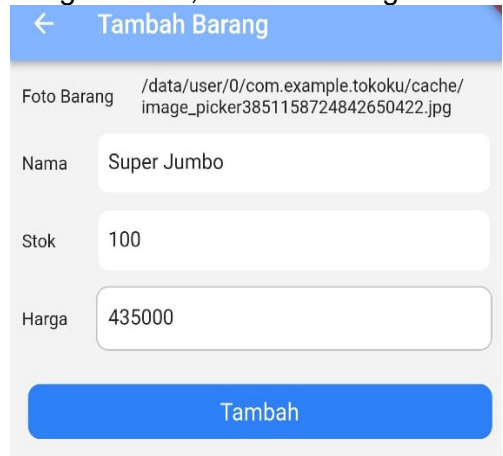 Tambah Barang
Foto Barang
/data/user/0/com.example.tokoku/cache/
image_picker3851158724842650422.jpg
Nama
Super Jumbo
Stok
100
Harga
435000
Tambah